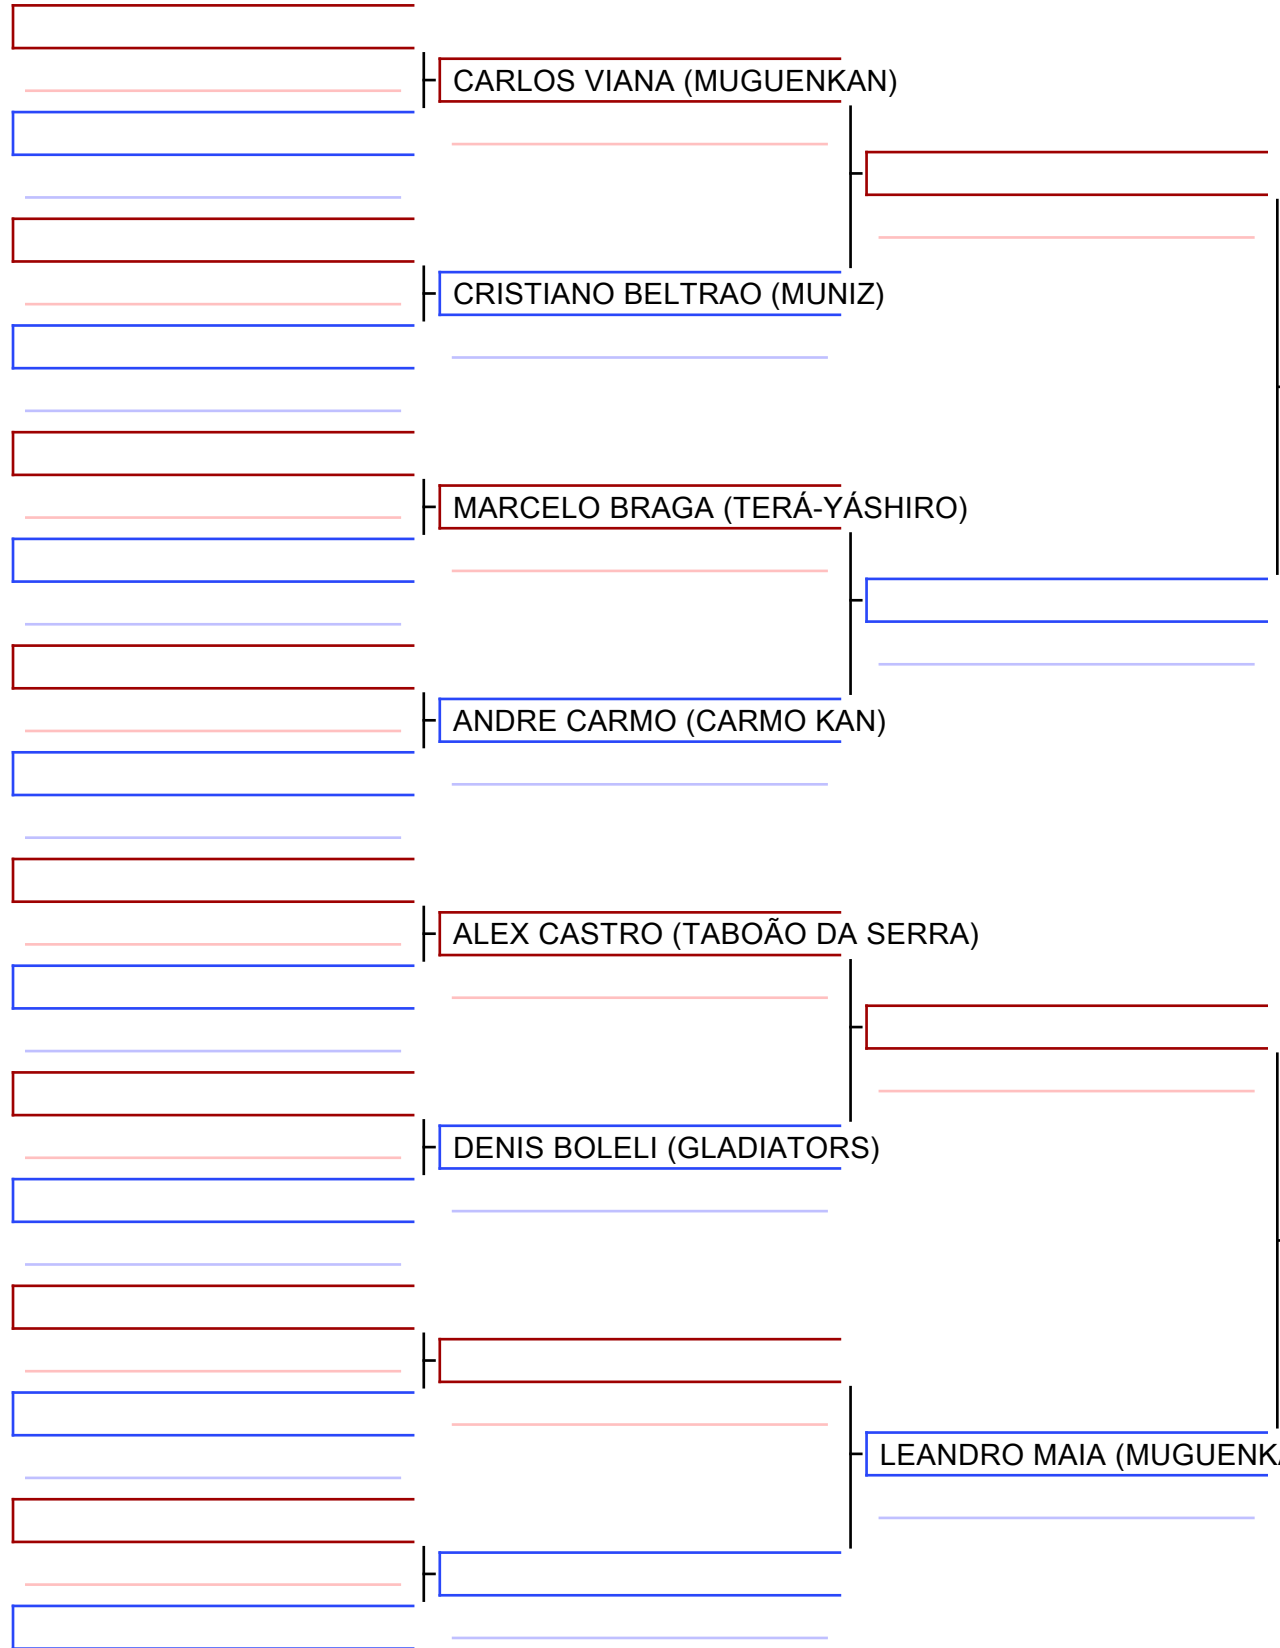 CARLOS VIANA (MUGUENKAN)
CRISTIANO BELTRAO (MUNIZ)
MARCELO BRAGA (TERÁ-YÁSHIRO)
ANDRE CARMO (CARMO KAN)
ALEX CASTRO (TABOÃO DA SERRA)
DENIS BOLELI (GLADIATORS)
LEANDRO MAIA (MUGUENKA